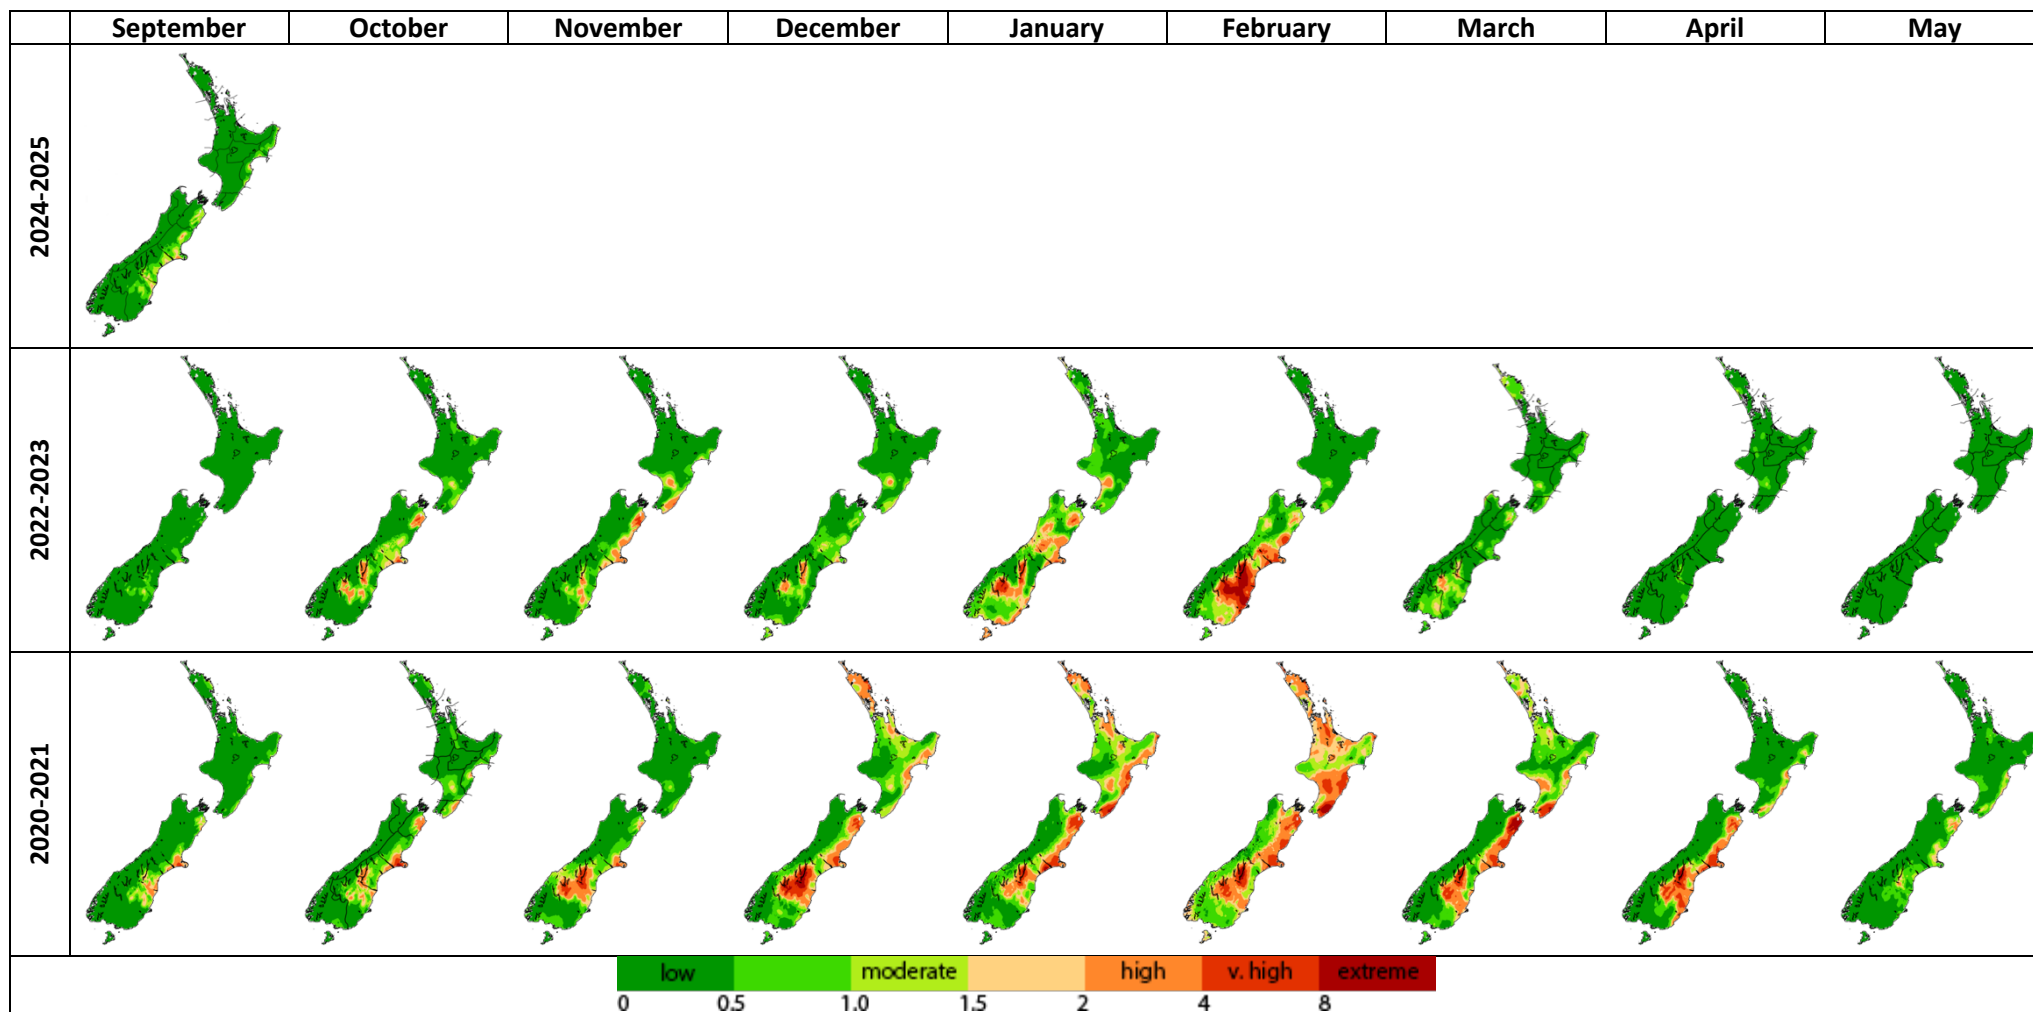 September October November December January February March April May
2024-2025
2022-2023
2020-2021
low moderate high v. high extreme
0 0.5 1.0 1.5 2 4 8